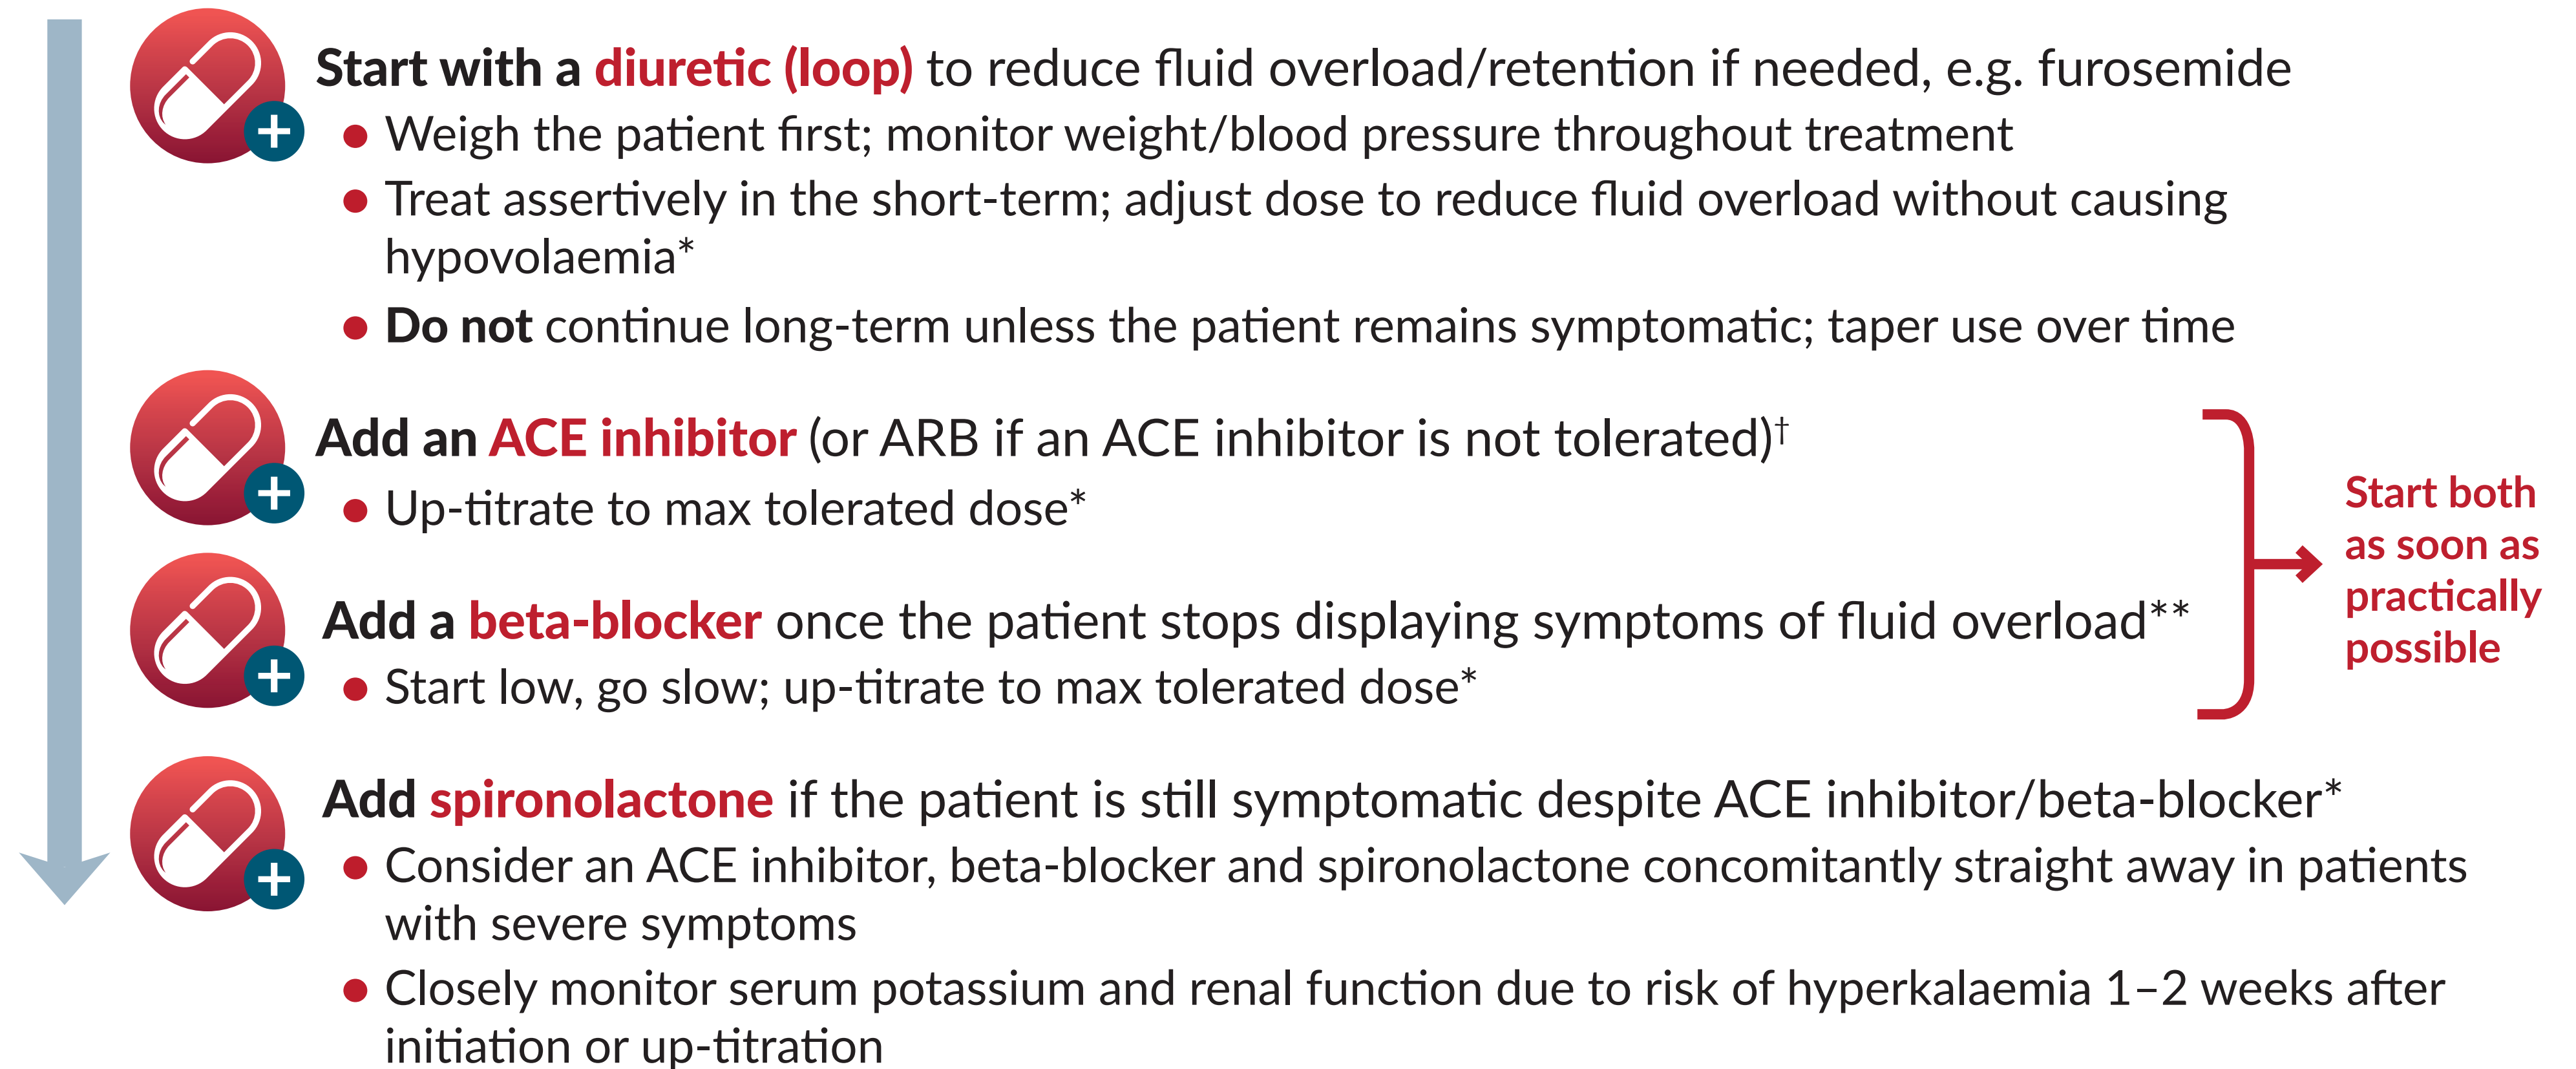 Start with a diuretic (loop) to reduce fluid overload/retention if needed, e.g. furosemide
• Weigh the patient first; monitor weight/blood pressure throughout treatment
• Treat assertively in the short-term; adjust dose to reduce fluid overload without causing
hypovolaemia*
• Do not continue long-term unless the patient remains symptomatic; taper use over time
Add an ACE inhibitor (or ARB if an ACE inhibitor is not tolerated)†
• Up-titrate to max tolerated dose*
Add a beta-blocker once the patient stops displaying symptoms of fluid overload**
• Start low, go slow; up-titrate to max tolerated dose*
Start both
as soon as
practically
possible
Add spironolactone if the patient is still symptomatic despite ACE inhibitor/beta-blocker*
• Consider an ACE inhibitor, beta-blocker and spironolactone concomitantly straight away in patients
with severe symptoms
• Closely monitor serum potassium and renal function due to risk of hyperkalaemia 1–2 weeks after
initiation or up-titration